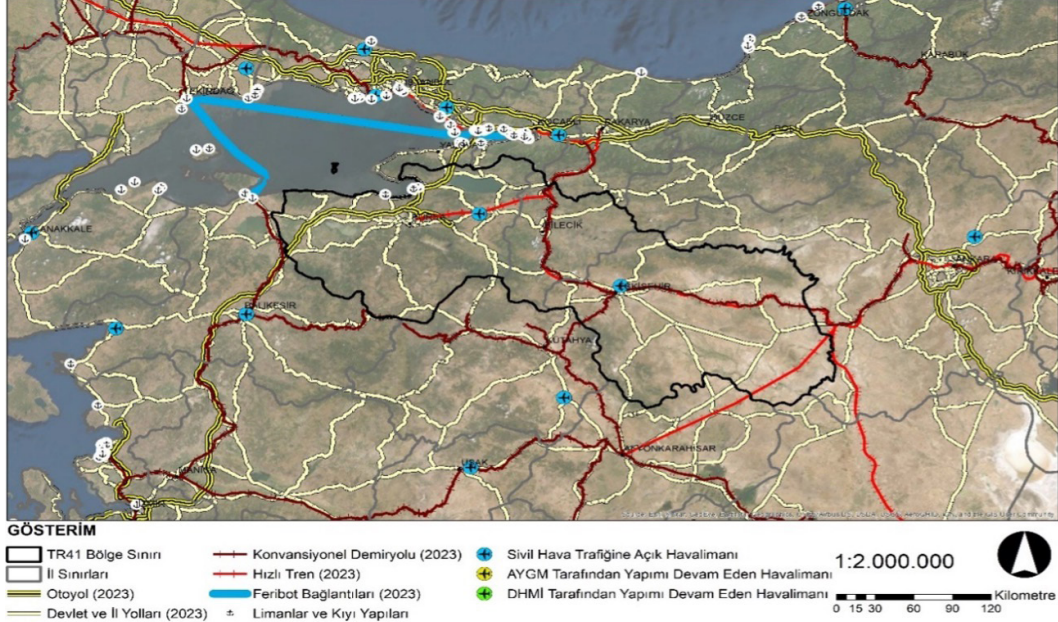 ZONGULDAK
KARABÜK
TEKİRDAĞ
KOCAELİ
SAKARYA
DÜZCE
BOLU
YALOVA
ÇANAKKALE
BİLECİK
ANKARA
BALIKESİR
ESKİŞEHİR
KÜTAHYA
AFYONKARAHİSAR
UŞAK
MANİSA
GÖSTERİM
TR41 Bölge Sınırı
İl Sınırları
Otoyol (2023)
Devlet ve İl Yolları (2023)
Konvansiyonel Demiryolu (2023)
Hızlı Tren (2023)
Feribot Bağlantıları (2023)
Limanlar ve Kıyı Yapıları
Sivil Hava Trafiğine Açık Havalimanı
AYGM Tarafından Yapımı Devam Eden Havalimanı
DHMİ Tarafından Yapımı Devam Eden Havalimanı
1:2.000.000
Kilometre
0 15 30 60 90 120